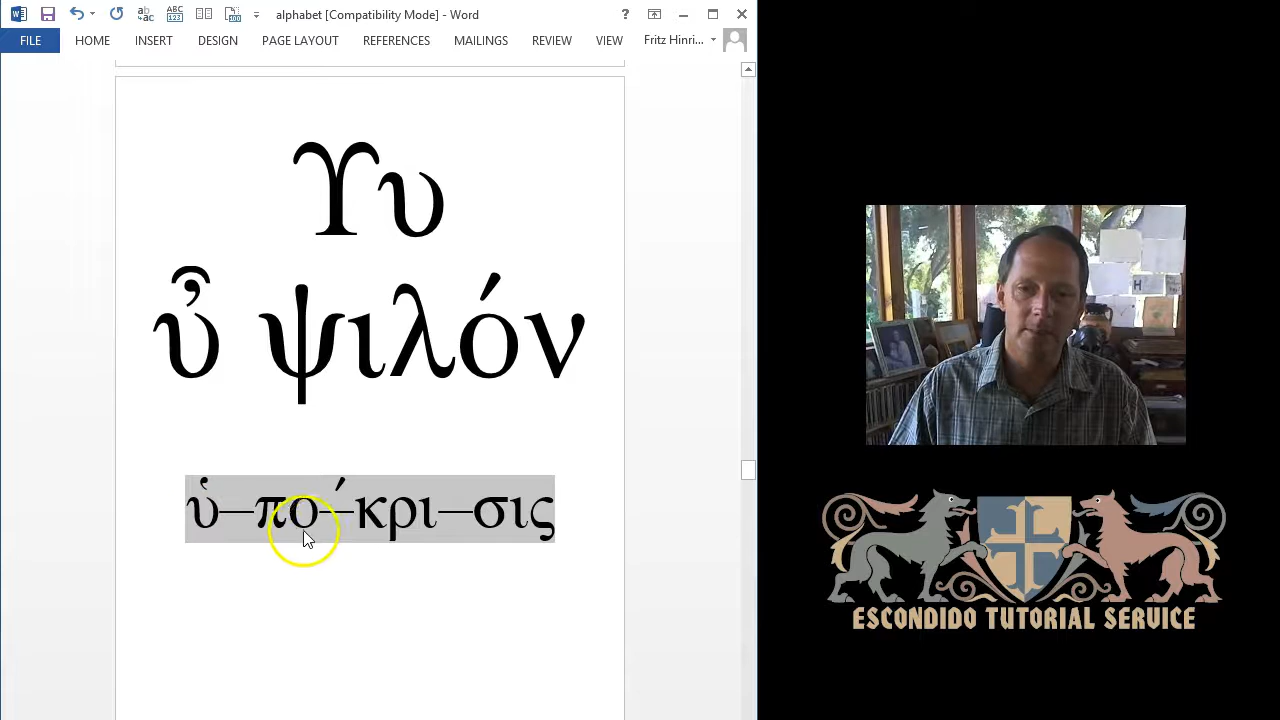 alphabet [Compatibility Mode] - Word
?
FILE HOME INSERT DESIGN PAGE LAYOUT REFERENCES MAILINGS REVIEW VIEW Fritz Hinri...
Υυ
ὖ ψιλόν
ὑ–πο–́κρι–σις
ESCONDIDO TUTORIAL SERVICE